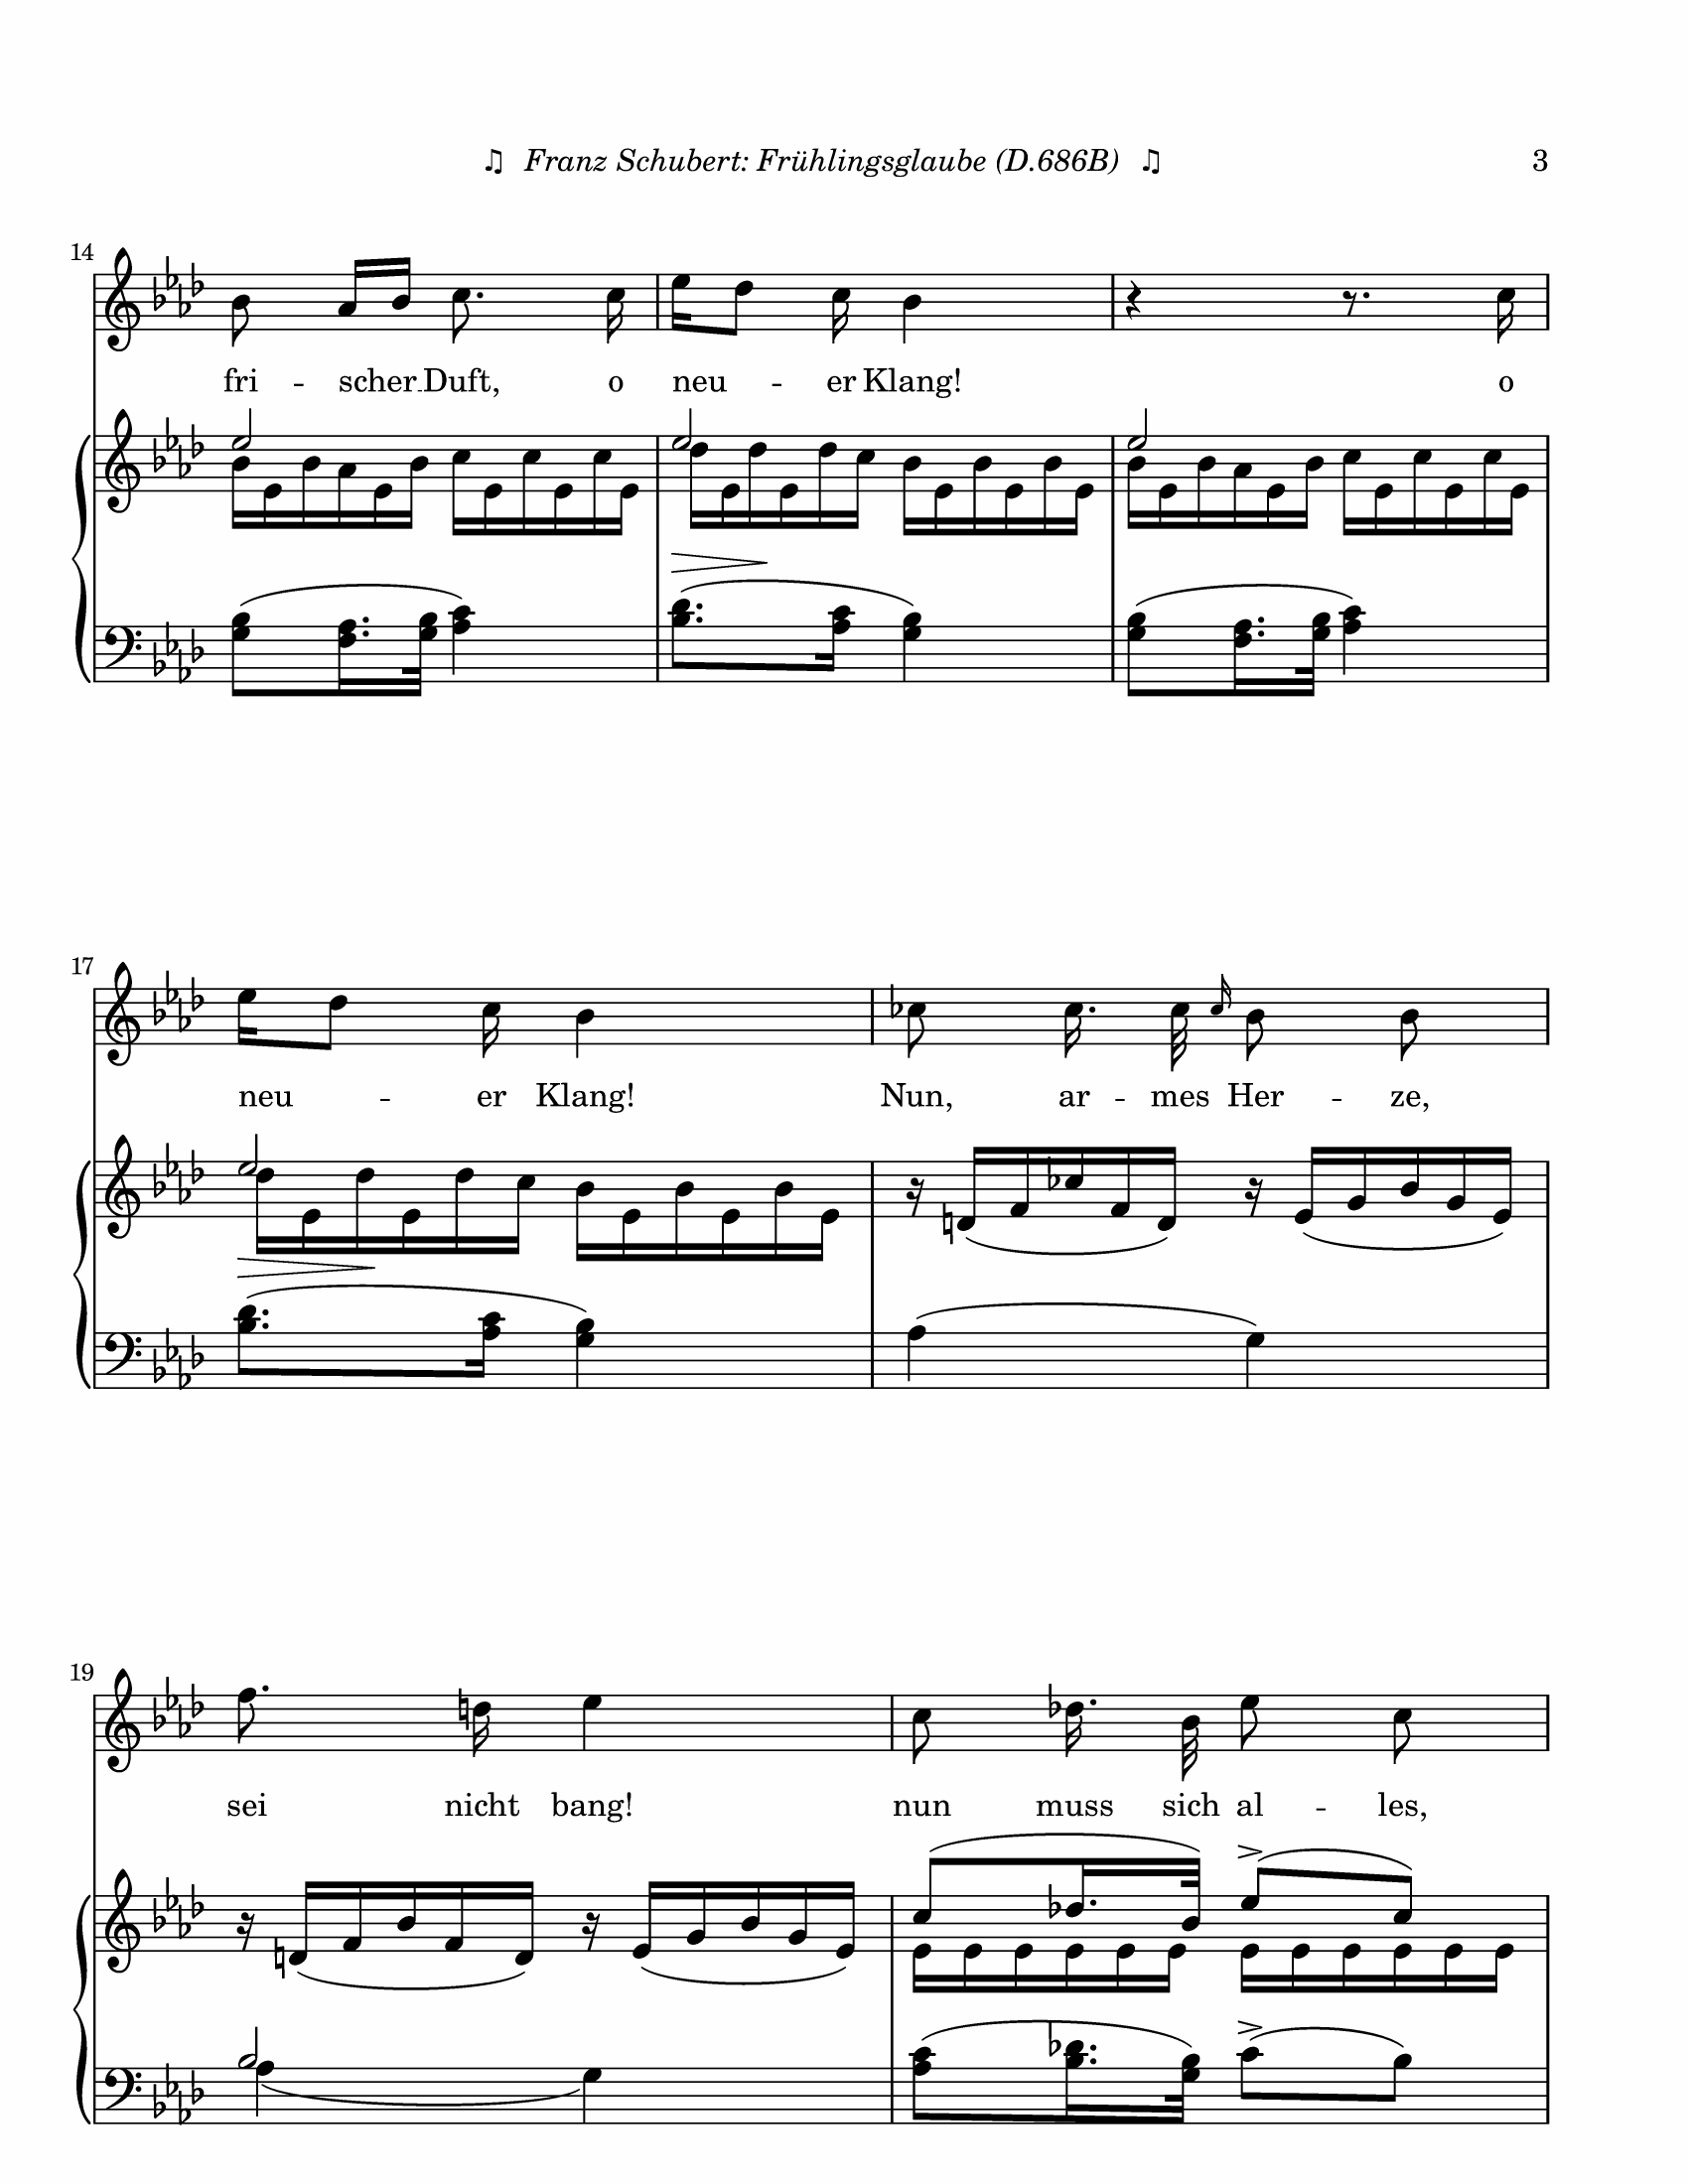 ♫ Franz Schubert: Frühlingsglaube (D.686B) ♫ 3
14
fri -- scher __ Duft, o neu -- er Klang! o
17
neu -- er Klang! Nun, ar -- mes Her -- ze,
19
sei nicht bang! nun muss sich al -- les,